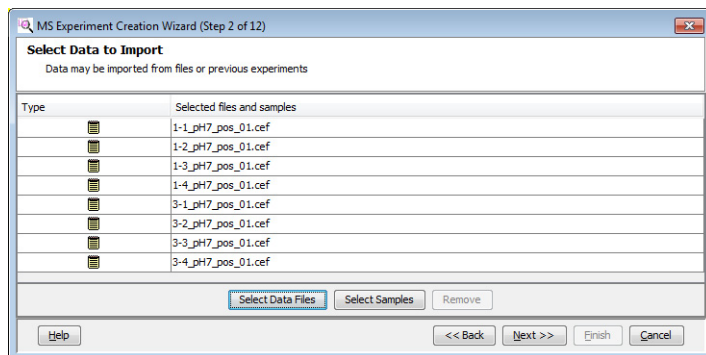 MS Experiment Creation Wizard (Step 2 of 12)
Select Data to Import
Data may be imported from files or previous experiments
Type Selected files and samples
1-1_pH7_pos_01.cef
1-2_pH7_pos_01.cef
1-3_pH7_pos_01.cef
1-4_pH7_pos_01.cef
3-1_pH7_pos_01.cef
3-2_pH7_pos_01.cef
3-3_pH7_pos_01.cef
3-4_pH7_pos_01.cef
Select Data Files Select Samples Remove
Help << Back Next >> Finish Cancel